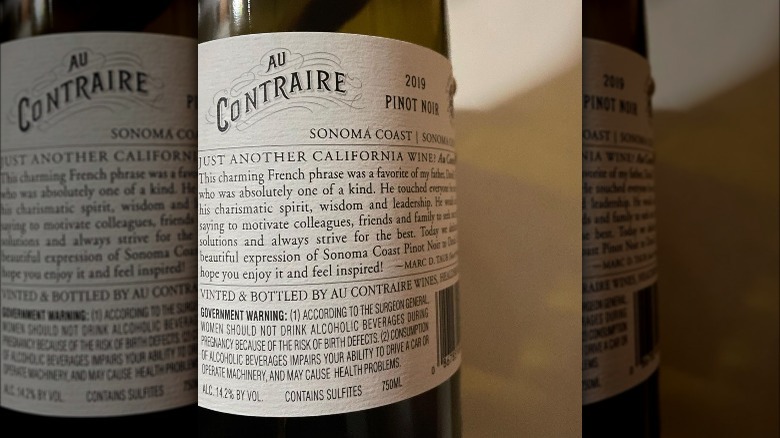 AU
CONTRAIRE
2019
PINOT NOIR
SONOMA COAST | SONOMA
JUST ANOTHER CALIFORNIA WINE? Au
This charming French phrase was a favorite of my father,
who was absolutely one of a kind. He touched everyone
his charismatic spirit, wisdom and leadership. He
saying to motivate colleagues, friends and family to seek
solutions and always strive for the best. Today we
beautiful expression of Sonoma Coast Pinot Noir to
hope you enjoy it and feel inspired! —MARC D. TAUB
VINTED & BOTTLED BY AU CONTRAIRE WINES,
GOVERNMENT WARNING: (1) ACCORDING TO THE SURGEON GENERAL,
WOMEN SHOULD NOT DRINK ALCOHOLIC BEVERAGES DURING
PREGNANCY BECAUSE OF THE RISK OF BIRTH DEFECTS. (2) CONSUMPTION
OF ALCOHOLIC BEVERAGES IMPAIRS YOUR ABILITY TO DRIVE A CAR OR
OPERATE MACHINERY, AND MAY CAUSE HEALTH PROBLEMS.
ALC. 14.2% BY VOL. CONTAINS SULFITES 750ML